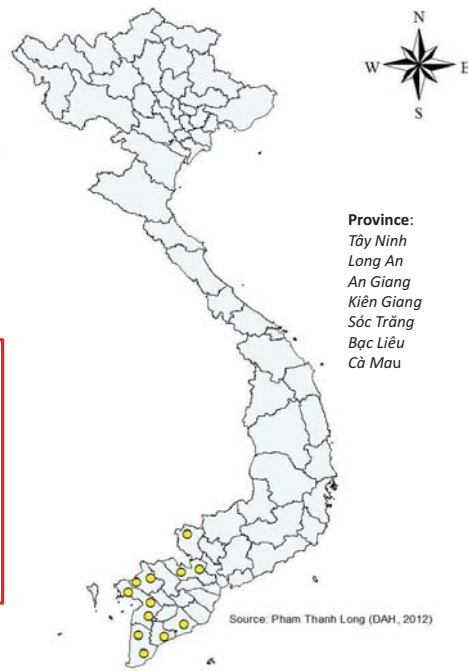 N
W
E
S
Province:
Tây Ninh
Long An
An Giang
Kiên Giang
Sóc Trăng
Bạc Liêu
Cà Mau
Source: Pham Thanh Long (DAH, 2012)